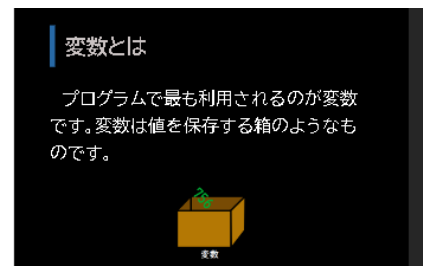 変数とは
プログラムで最も利用されるのが変数
です。変数は値を保存する箱のようなも
のです。
256
変数